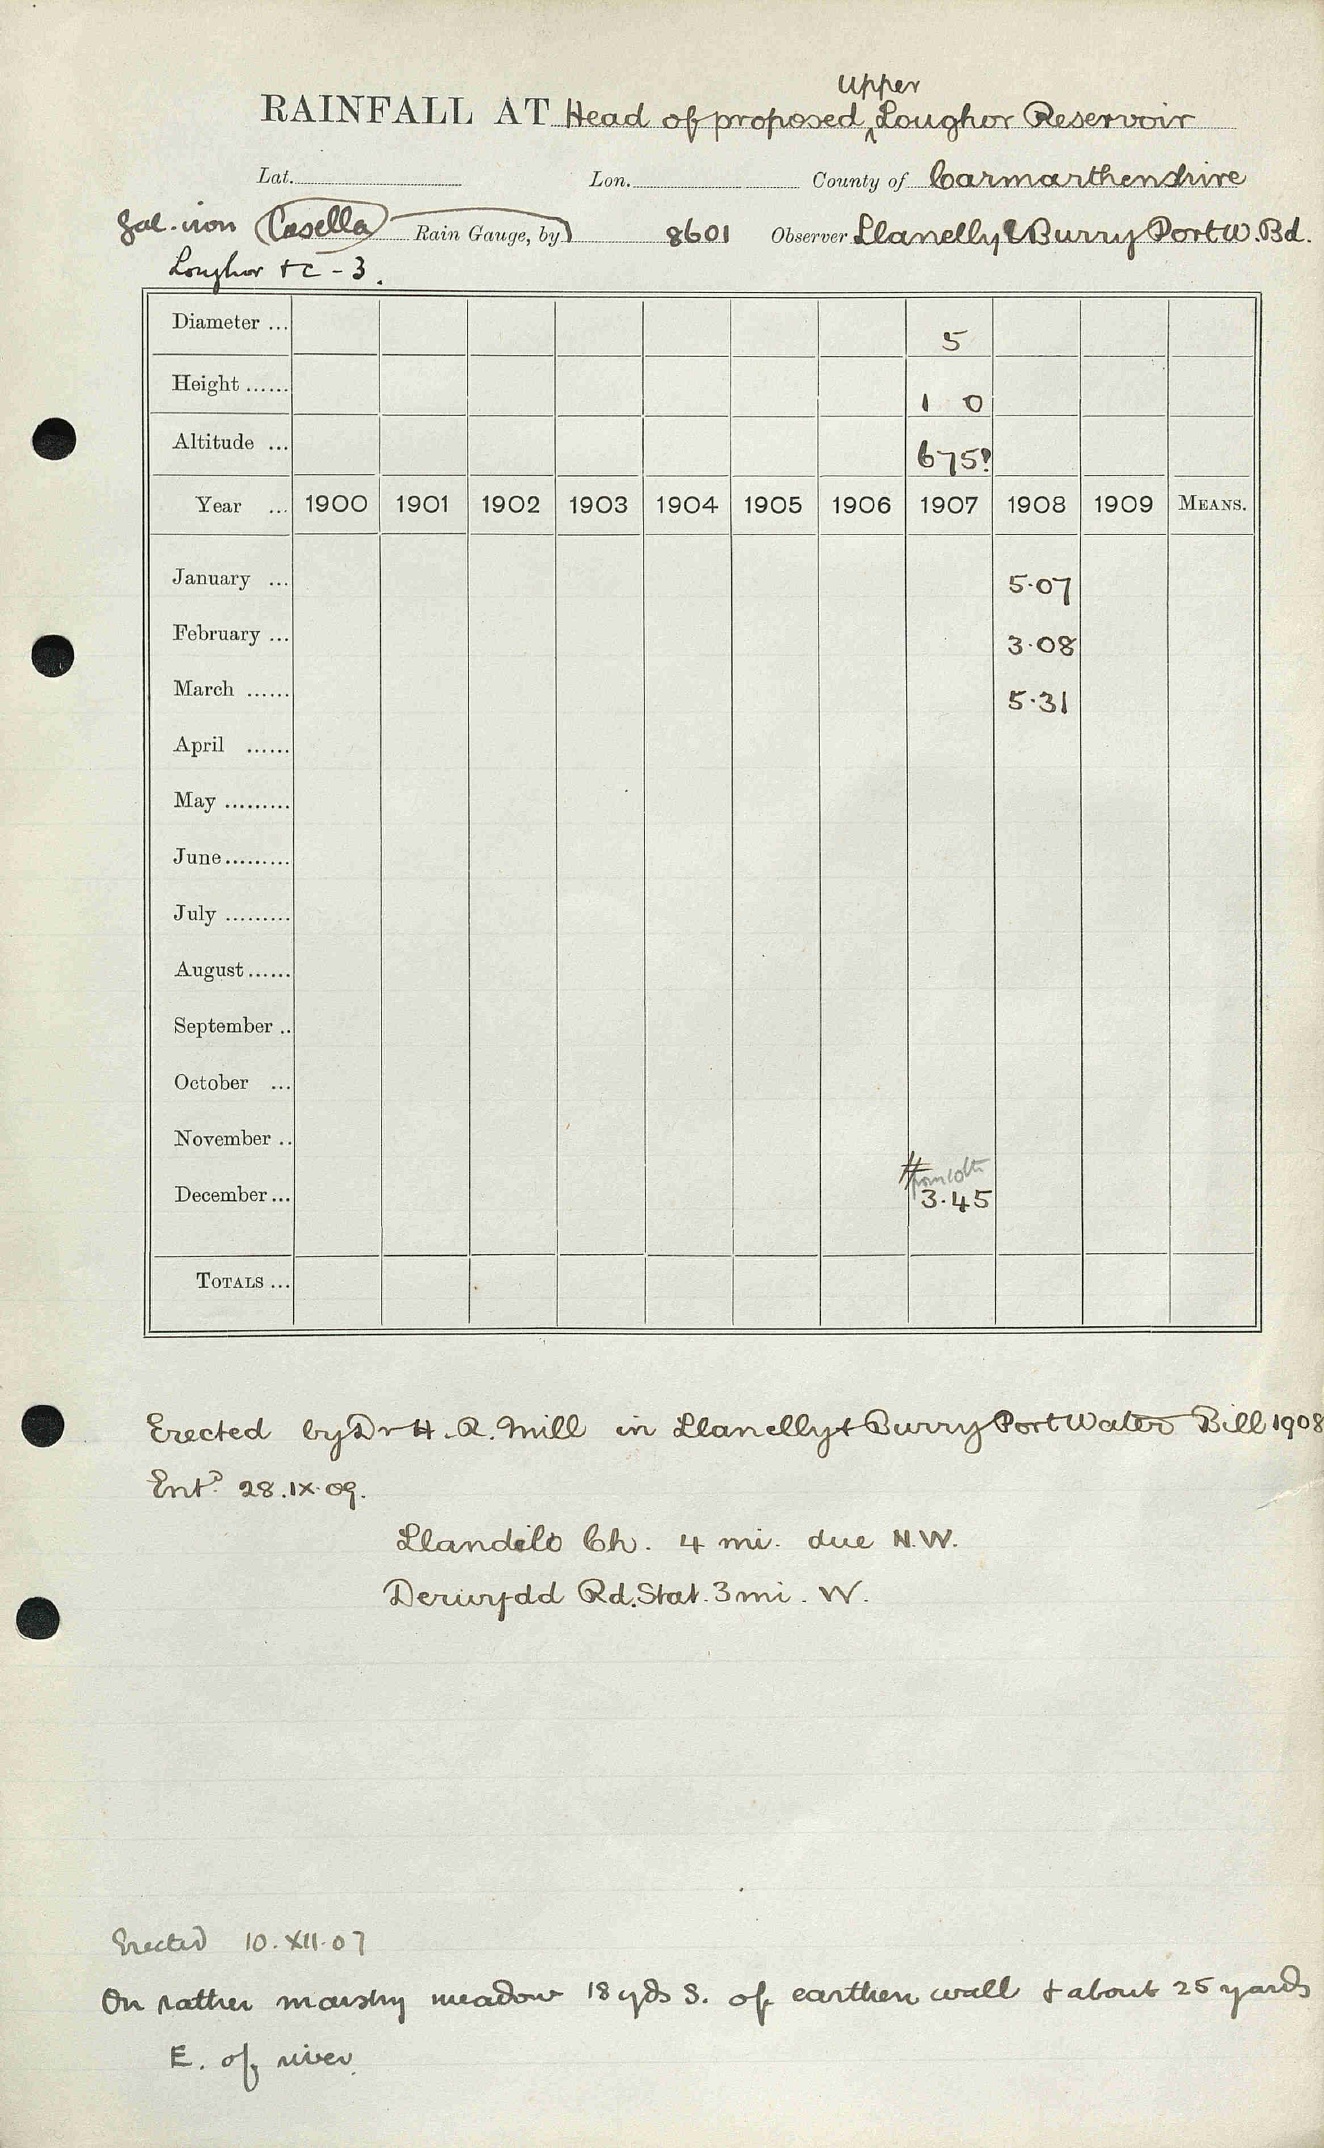 Upper
RAINFALL AT Head of proposed ^ Loughor Reservoir
Lat. Lon. County of Carmarthenshire
Gal. iron Casella Rain Gauge, by 8601 Observer Llanelly & Burry Port W. Bd.
Loughor +c - 3.
Diameter ... 5
Height ...... 1 0
Altitude ... 675?
Year ... 1900 1901 1902 1903 1904 1905 1906 1907 1908 1909 MEANS.
January ... 5.07
February ... 3.08
March ...... 5.31
April ......
May .........
June .........
July .........
August ......
September ..
October ...
November ..
# from 10th
December ... 3.45
TOTALS ...
Erected by Dr H. R. Mill in Llanelly & Burry Port Water Bill 1908
Entd. 28.IX.09.
Llandilo Ch. 4 mi. due N.W.
Derwydd Rd. Stat. 3 mi. W.
Erected 10.XII.07
On rather marshy meadow 18 yds S. of earthen wall & about 25 yards
E. of river